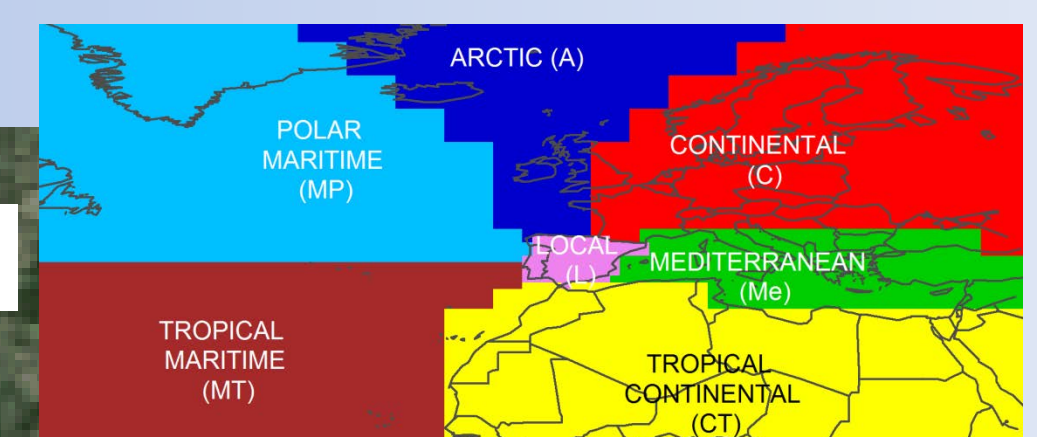 ARCTIC (A)
POLAR
MARITIME
(MP)
CONTINENTAL
(C)
LOCAL
(L)
MEDITERRANEAN
(Me)
TROPICAL
MARITIME
(MT)
TROPICAL
CONTINENTAL
(CT)